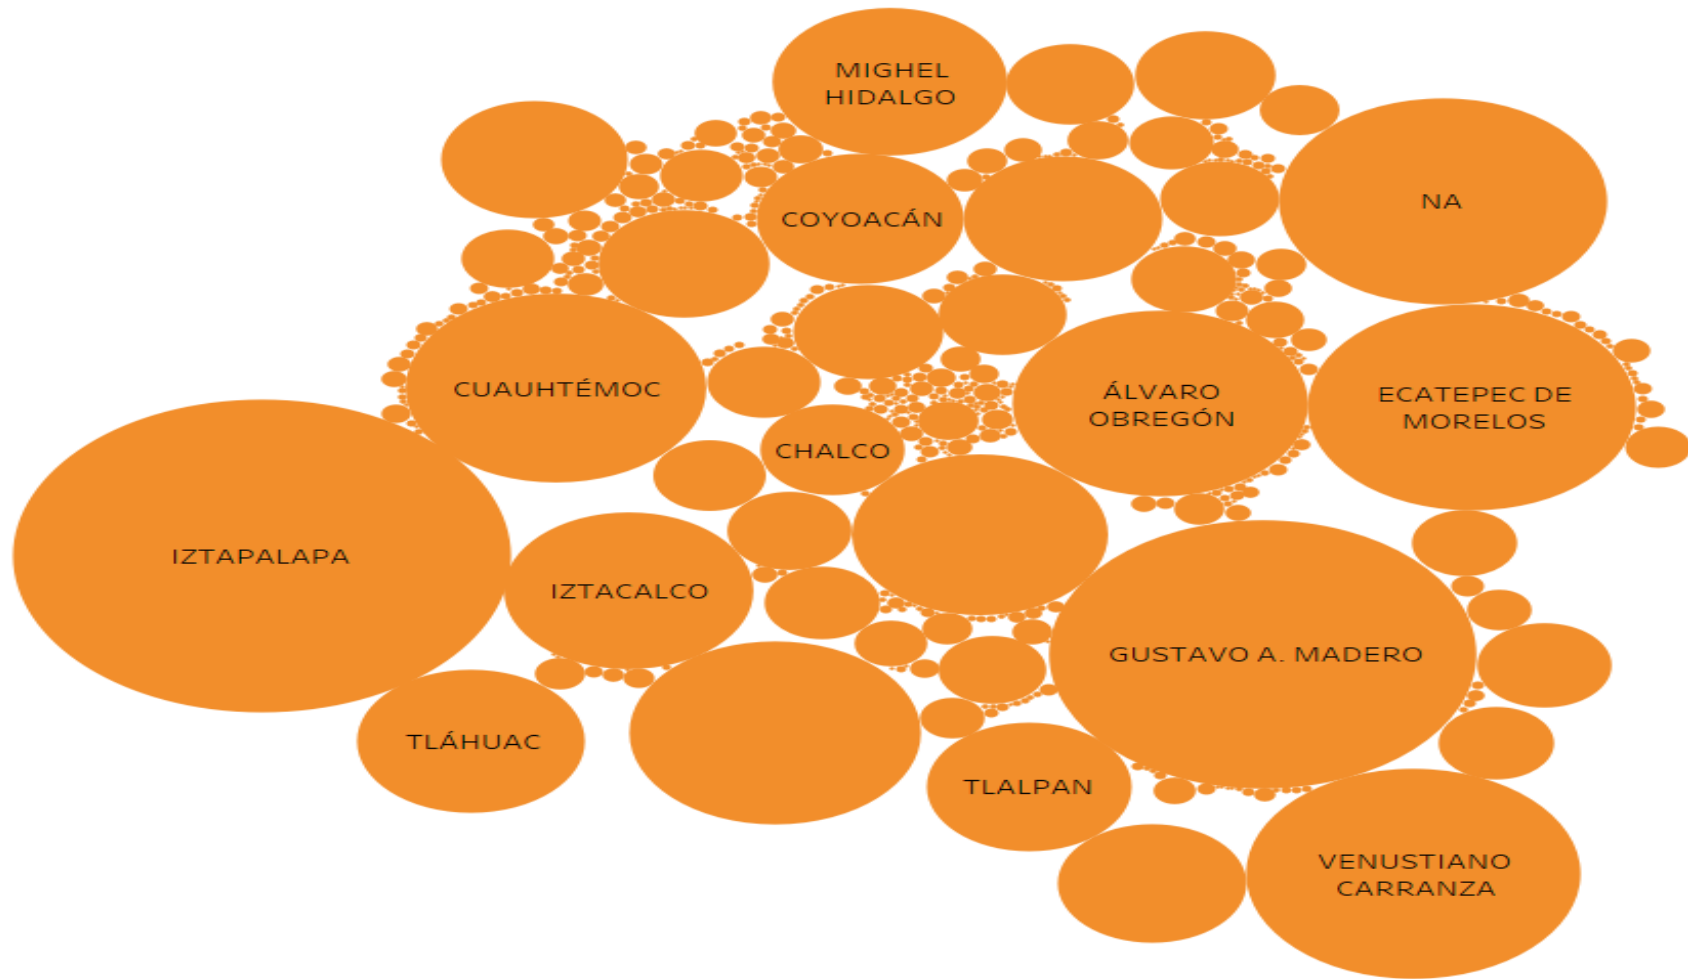 MIGHEL
HIDALGO
NA
COYOACÁN
CUAUHTÉMOC
ÁLVARO
OBREGÓN
ECATEPEC DE
MORELOS
CHALCO
IZTAPALAPA
IZTACALCO
GUSTAVO A. MADERO
TLÁHUAC
TLALPAN
VENUSTIANO
CARRANZA